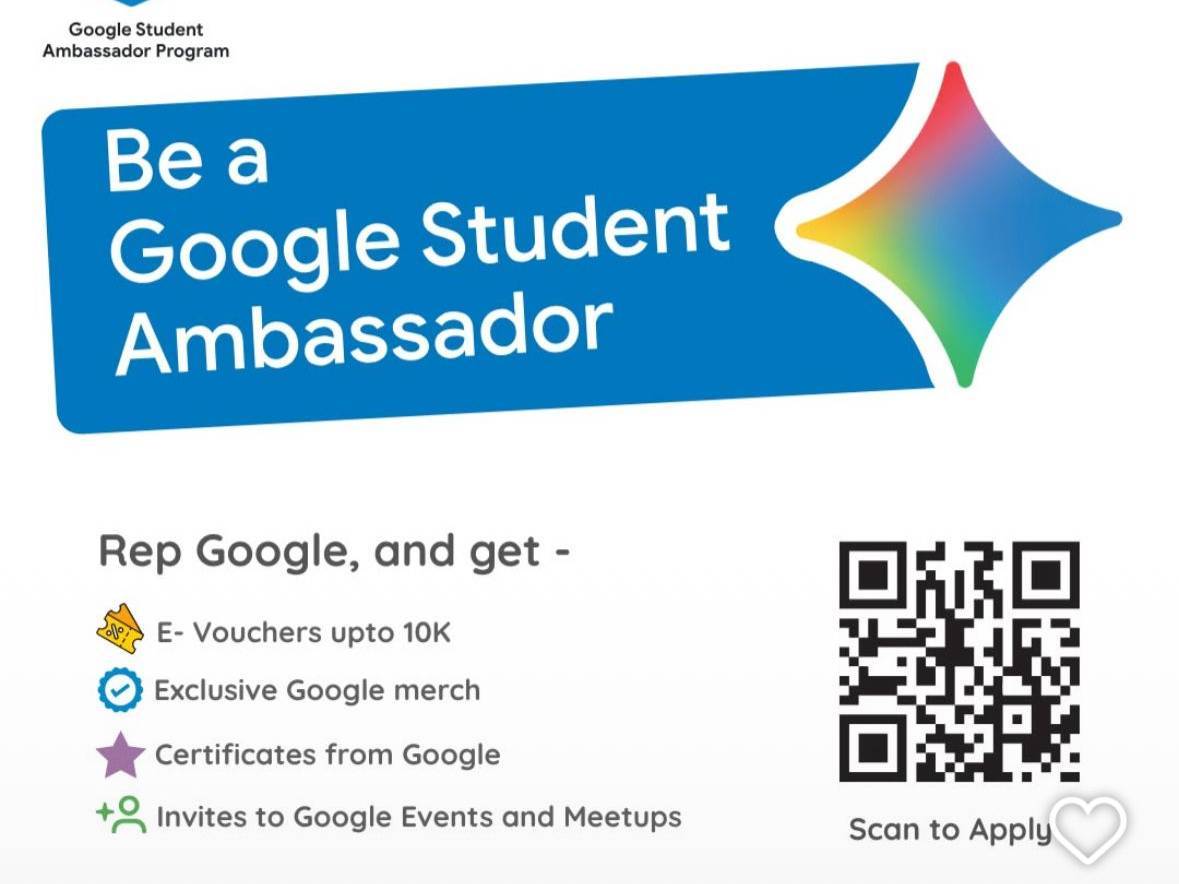 Google Student
Ambassador Program
Be a
Google Student
Ambassador
Rep Google, and get -
E- Vouchers upto 10K
Exclusive Google merch
Certificates from Google
Invites to Google Events and Meetups
Scan to Apply